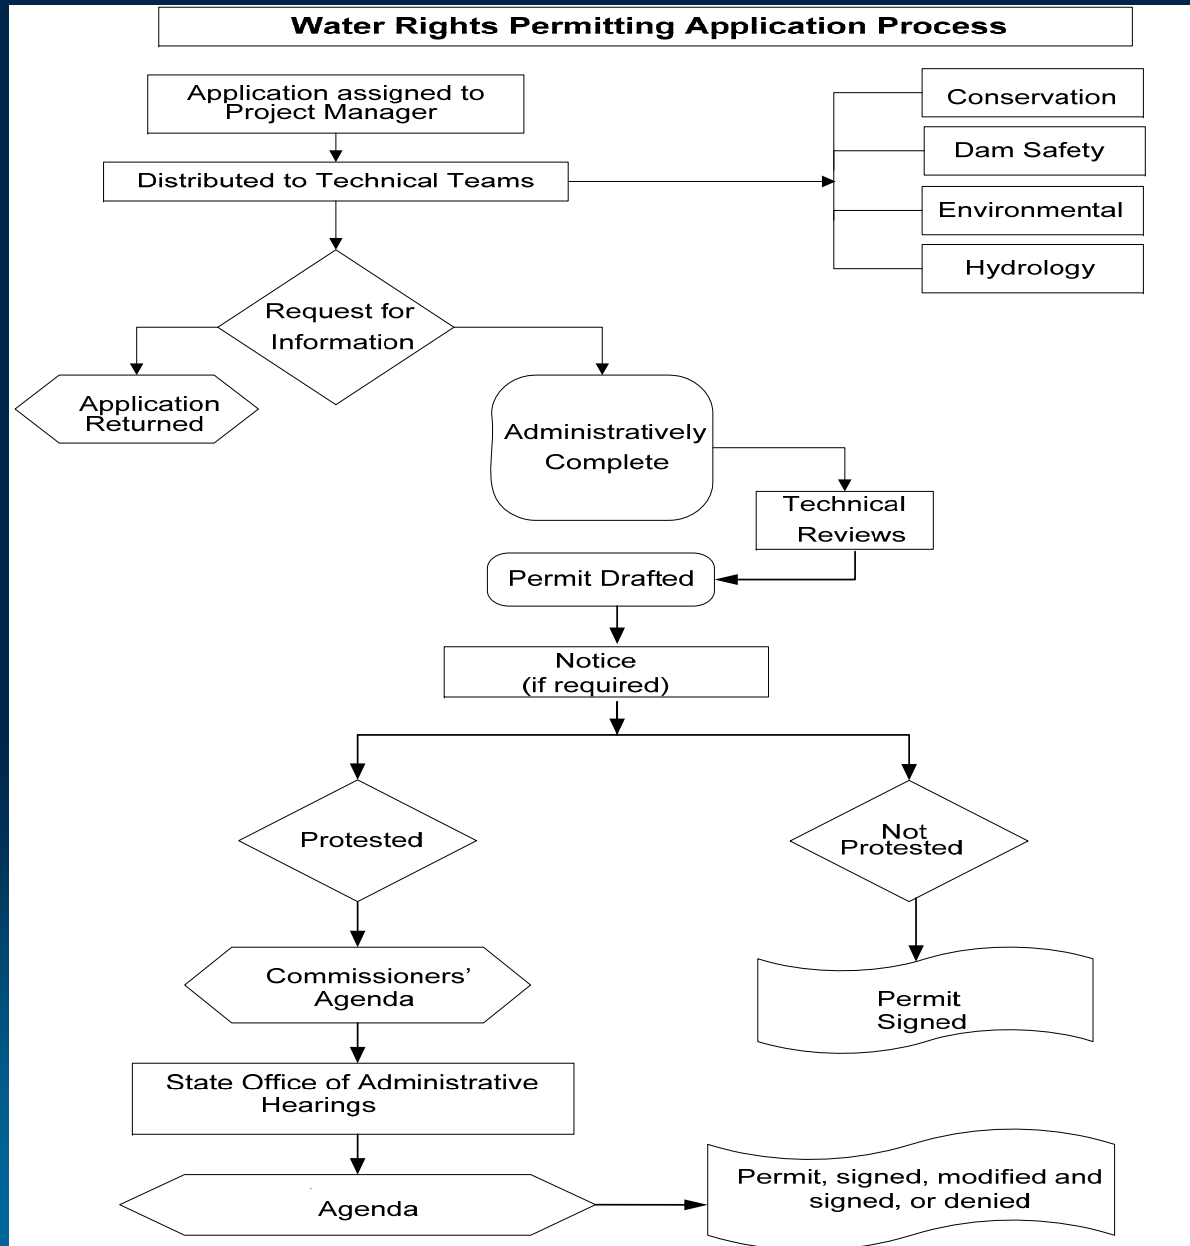 Water Rights Permitting Application Process
Application assigned to
Project Manager
Distributed to Technical Teams
Conservation
Dam Safety
Environmental
Hydrology
Request for
Information
Application
Returned
Administratively
Complete
Technical
Reviews
Permit Drafted
Notice
(if required)
Protested
Not
Protested
Commissioners’
Agenda
Permit
Signed
State Office of Administrative
Hearings
Agenda
Permit, signed, modified and
signed, or denied